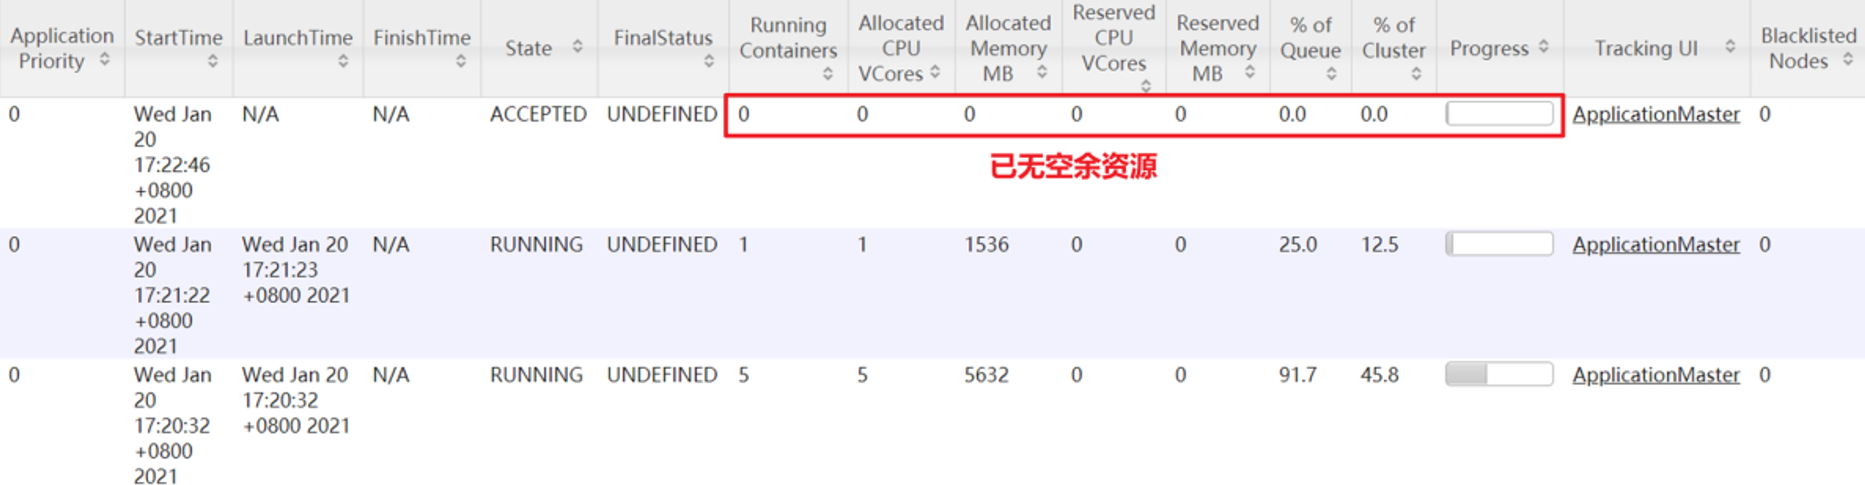 Application Priority StartTime LaunchTime FinishTime State FinalStatus Running Containers Allocated CPU VCores Allocated Memory MB Reserved CPU VCores Reserved Memory MB % of Queue % of Cluster Progress Tracking UI Blacklisted Nodes
0 Wed Jan N/A N/A ACCEPTED UNDEFINED 0 0 0 0 0 0.0 0.0 ApplicationMaster 0
20
17:22:46
+0800
2021
已无空余资源
0 Wed Jan Wed Jan 20 N/A RUNNING UNDEFINED 1 1 1536 0 0 25.0 12.5 ApplicationMaster 0
20 17:21:23
17:21:22 +0800 2021
+0800
2021
0 Wed Jan Wed Jan 20 N/A RUNNING UNDEFINED 5 5 5632 0 0 91.7 45.8 ApplicationMaster 0
20 17:20:32
17:20:32 +0800 2021
+0800
2021